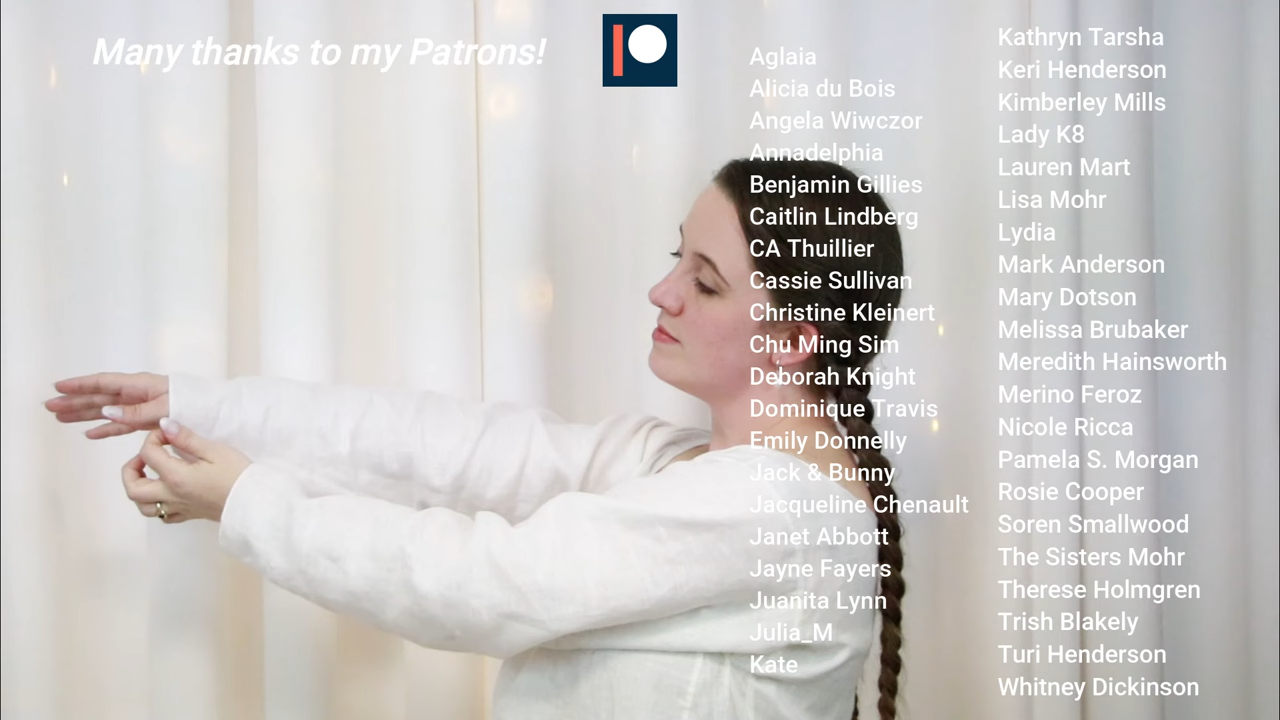 Many thanks to my Patrons!
Aglaia
Alicia du Bois
Angela Wiwczor
Annadelphia
Benjamin Gillies
Caitlin Lindberg
CA Thuillier
Cassie Sullivan
Christine Kleinert
Chu Ming Sim
Deborah Knight
Dominique Travis
Emily Donnelly
Jack & Bunny
Jacqueline Chenault
Janet Abbott
Jayne Fayers
Juanita Lynn
Julia_M
Kate
Kathryn Tarsha
Keri Henderson
Kimberley Mills
Lady K8
Lauren Mart
Lisa Mohr
Lydia
Mark Anderson
Mary Dotson
Melissa Brubaker
Meredith Hainsworth
Merino Feroz
Nicole Ricca
Pamela S. Morgan
Rosie Cooper
Soren Smallwood
The Sisters Mohr
Therese Holmgren
Trish Blakely
Turi Henderson
Whitney Dickinson